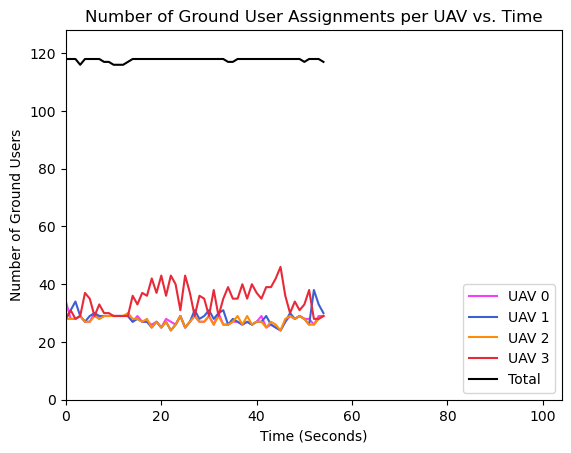 Number of Ground User Assignments per UAV vs. Time
Number of Ground Users
120
100
80
60
40
20
0
0 20 40 60 80 100
Time (Seconds)
UAV 0
UAV 1
UAV 2
UAV 3
Total